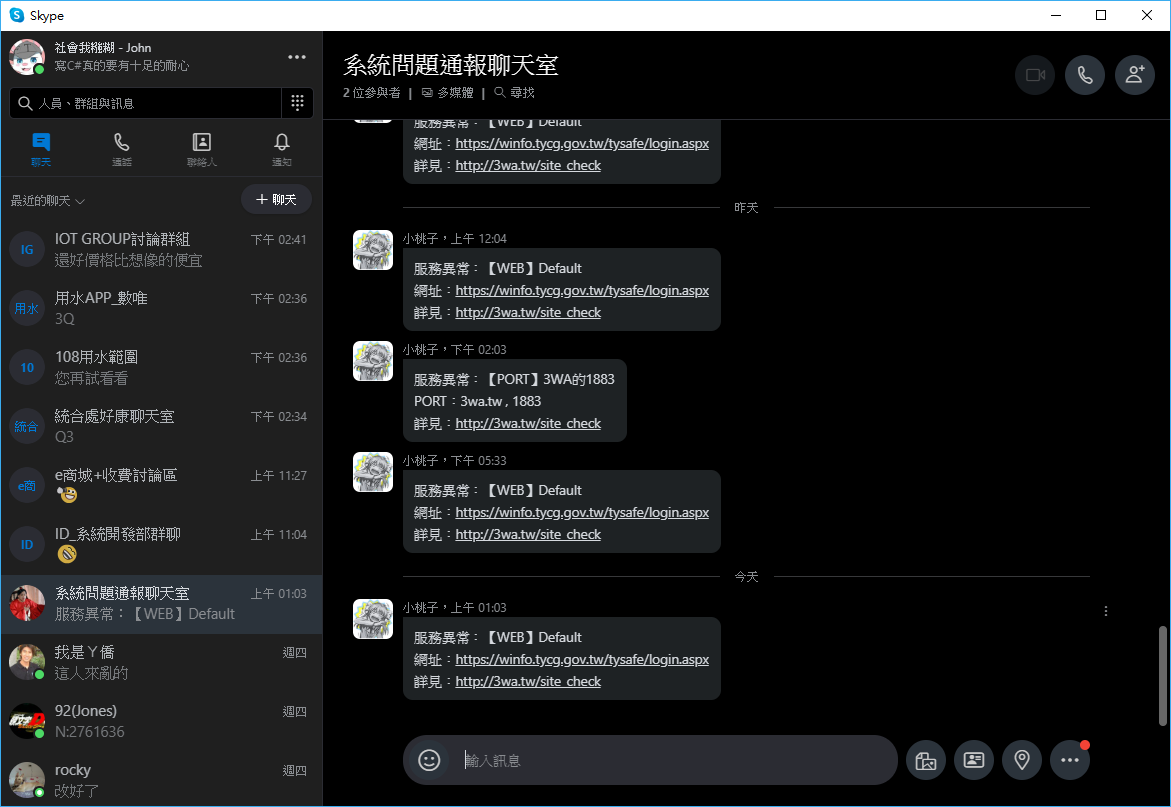 Skype
社會我糨糊 - John
寫C#真的要有十足的耐心
人員、群組與訊息
聊天
通話
聯絡人
通知
最近的聊天
聊天
IG
IOT GROUP討論群組
下午 02:41
還好價格比想像的便宜
用水
用水APP_數唯
下午 02:36
3Q
10
108用水範圍
下午 02:36
您再試看看
統合
統合處好康聊天室
下午 02:34
Q3
e商
e商城+收費討論區
上午 11:27
ID
ID_系統開發部群聊
上午 11:04
系統問題通報聊天室
上午 01:03
服務異常：【WEB】Default
我是ㄚ僑
週四
這人來亂的
92(Jones)
週四
N:2761636
rocky
週四
改好了
系統問題通報聊天室
2 位參與者 | 多媒體 | 尋找
服務異常：【WEB】Default
網址：https://winfo.tycg.gov.tw/tysafe/login.aspx
詳見：http://3wa.tw/site_check
昨天
小桃子，上午 12:04
服務異常：【WEB】Default
網址：https://winfo.tycg.gov.tw/tysafe/login.aspx
詳見：http://3wa.tw/site_check
小桃子，下午 02:03
服務異常：【PORT】3WA的1883
PORT：3wa.tw , 1883
詳見：http://3wa.tw/site_check
小桃子，下午 05:33
服務異常：【WEB】Default
網址：https://winfo.tycg.gov.tw/tysafe/login.aspx
詳見：http://3wa.tw/site_check
今天
小桃子，上午 01:03
服務異常：【WEB】Default
網址：https://winfo.tycg.gov.tw/tysafe/login.aspx
詳見：http://3wa.tw/site_check
輸入訊息